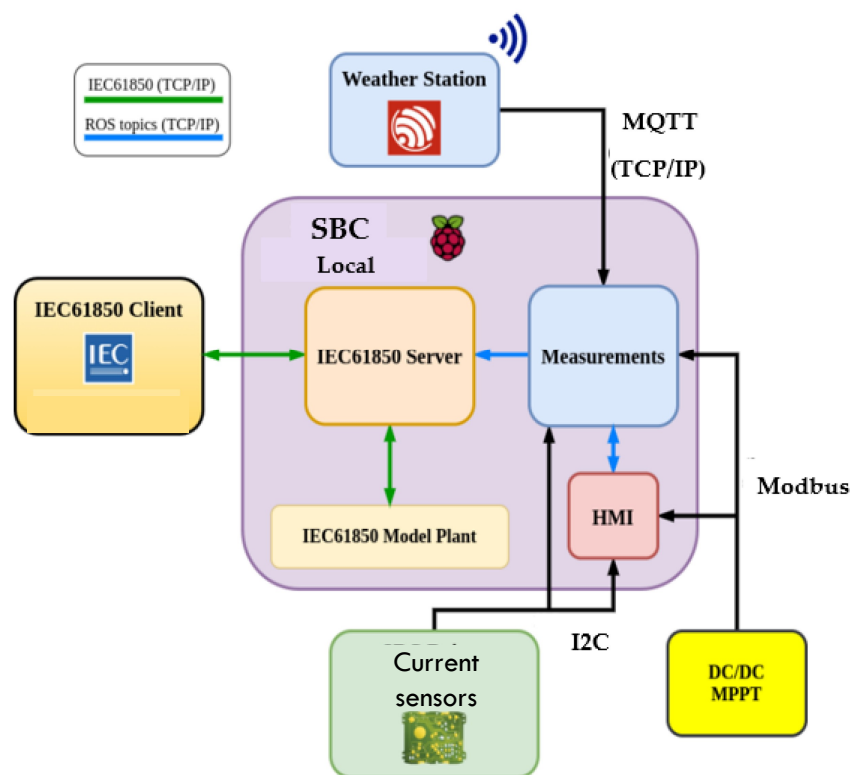 IEC61850 (TCP/IP)
ROS topics (TCP/IP)
Weather Station
MQTT
(TCP/IP)
SBC
Local
IEC61850 Client
IEC
IEC61850 Server
Measurements
Modbus
HMI
IEC61850 Model Plant
I2C
Current
sensors
DC/DC
MPPT